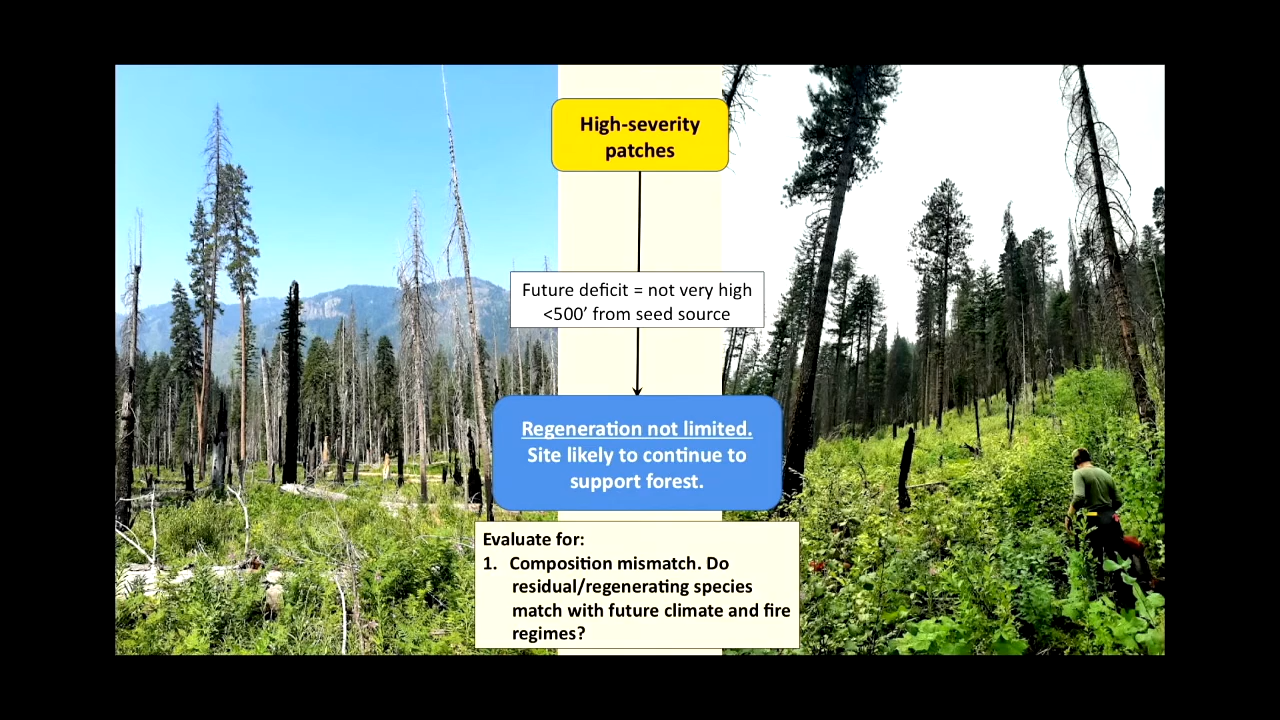 High-severity
patches
Future deficit = not very high
<500’ from seed source
Regeneration not limited.
Site likely to continue to
support forest.
Evaluate for:
1. Composition mismatch. Do
residual/regenerating species
match with future climate and fire
regimes?